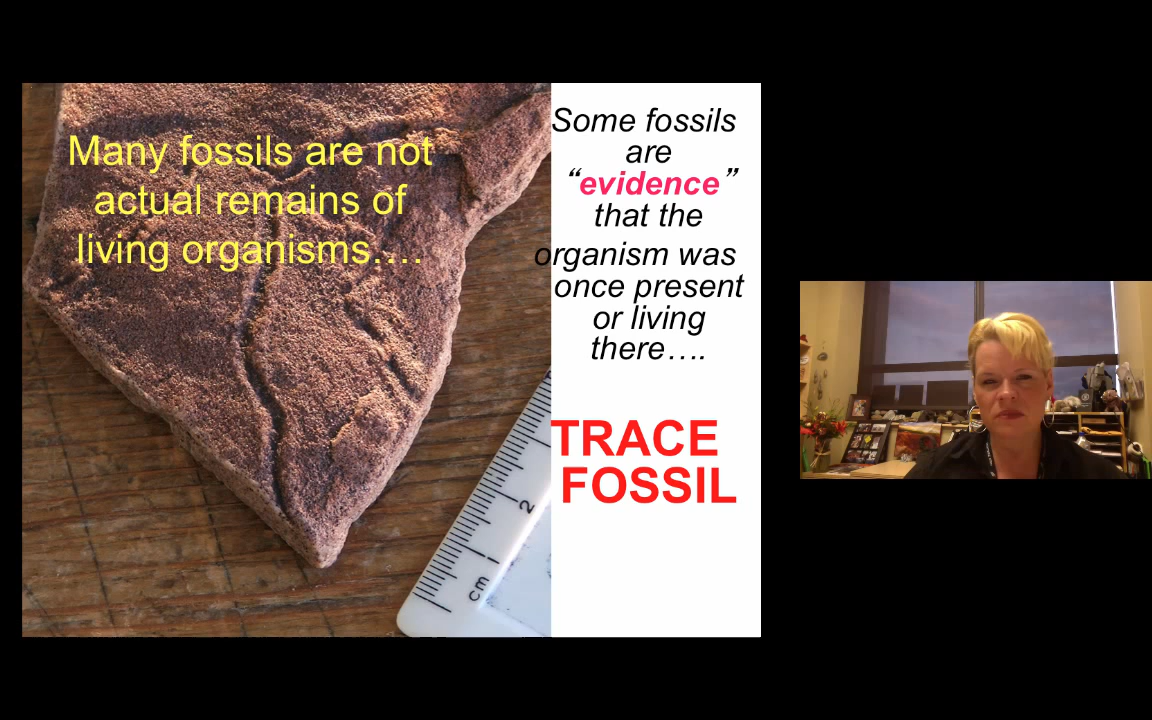 Many fossils are not
actual remains of
living organisms….
Some fossils
are
“evidence”
that the
organism was
once present
or living
there….
TRACE
FOSSIL
2
1
cm